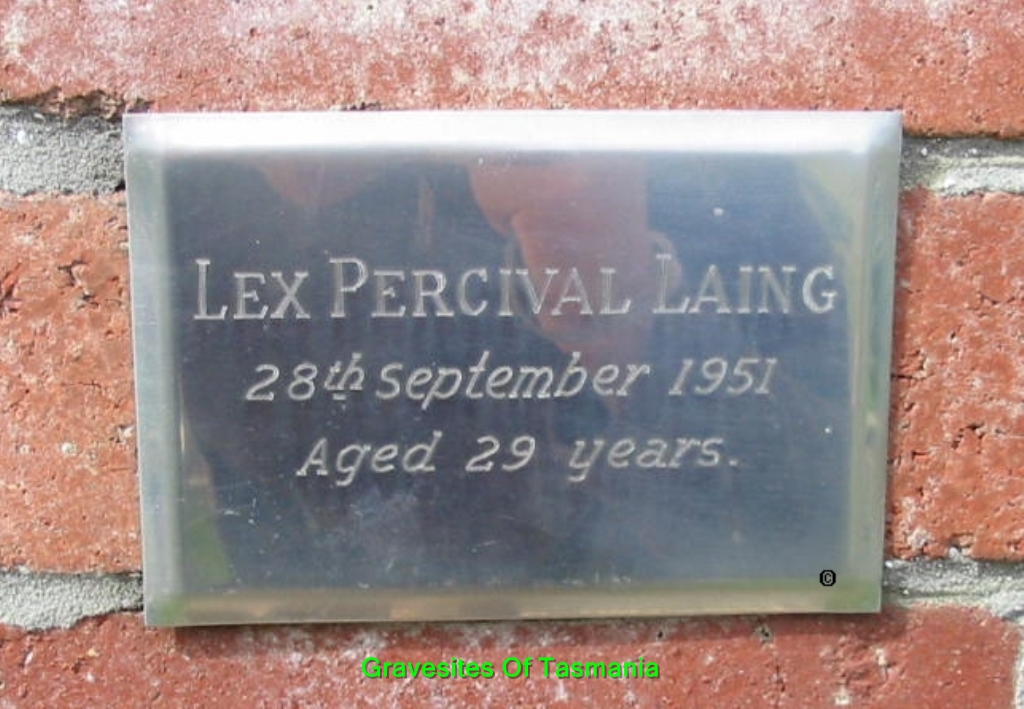 LEX PERCIVAL LAING
28th September 1951
Aged 29 years.
©
Gravesites Of Tasmania